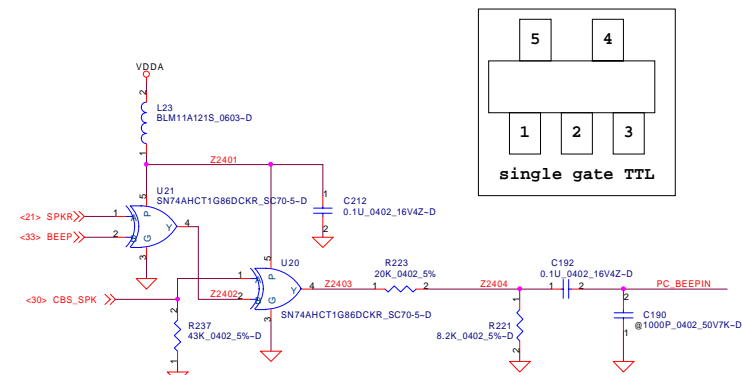 5 4
1 2 3
single gate TTL
VDDA
2
L23
BLM11A121S_0603~D
1
Z2401
5
U21
SN74AHCT1G86DCKR_SC70-5~D
<21> SPKR
1
A
P
Y
4
<33> BEEP
2
B
G
3
1
C212
0.1U_0402_16V4Z~D
2
<30> CBS_SPK
Z2402
1
2
A
B
5
P
G
3
Y
4
U20
SN74AHCT1G86DCKR_SC70-5~D
Z2403
R223
20K_0402_5%
1 2
Z2404
C192
0.1U_0402_16V4Z~D
1 2
PC_BEEPIN
2
R237
43K_0402_5%~D
1
1
R221
8.2K_0402_5%~D
2
2
C190
@1000P_0402_50V7K~D
1